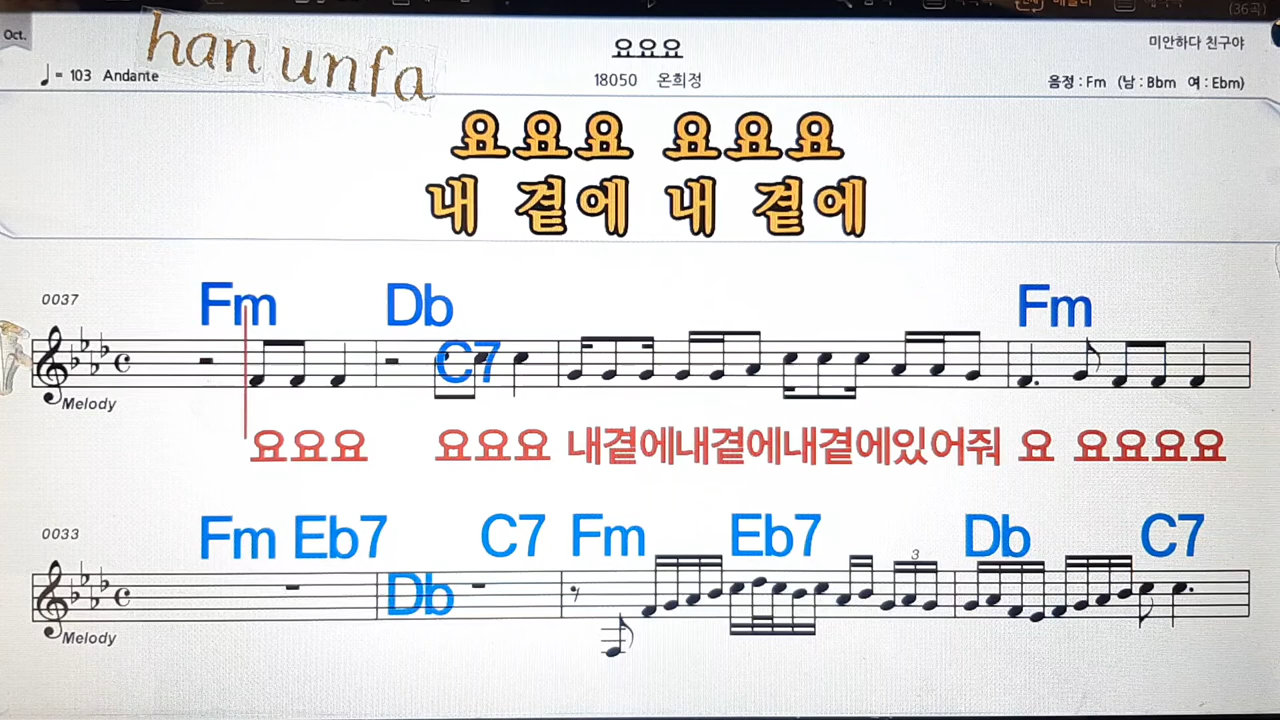 (36곡)
Oct.
han unfa
요요요
미안하다 친구야
♩= 103 Andante
18050 온희정
음정 : Fm (남 : Bbm 여 : Ebm)
요요요 요요요
내 곁에 내 곁에
0037
Fm Db C7 Fm
Melody
요요요 요요요 내곁에내곁에내곁에있어줘 요 요요요요
0033
Fm Eb7 Db C7 Fm Eb7 Db C7
3
Melody